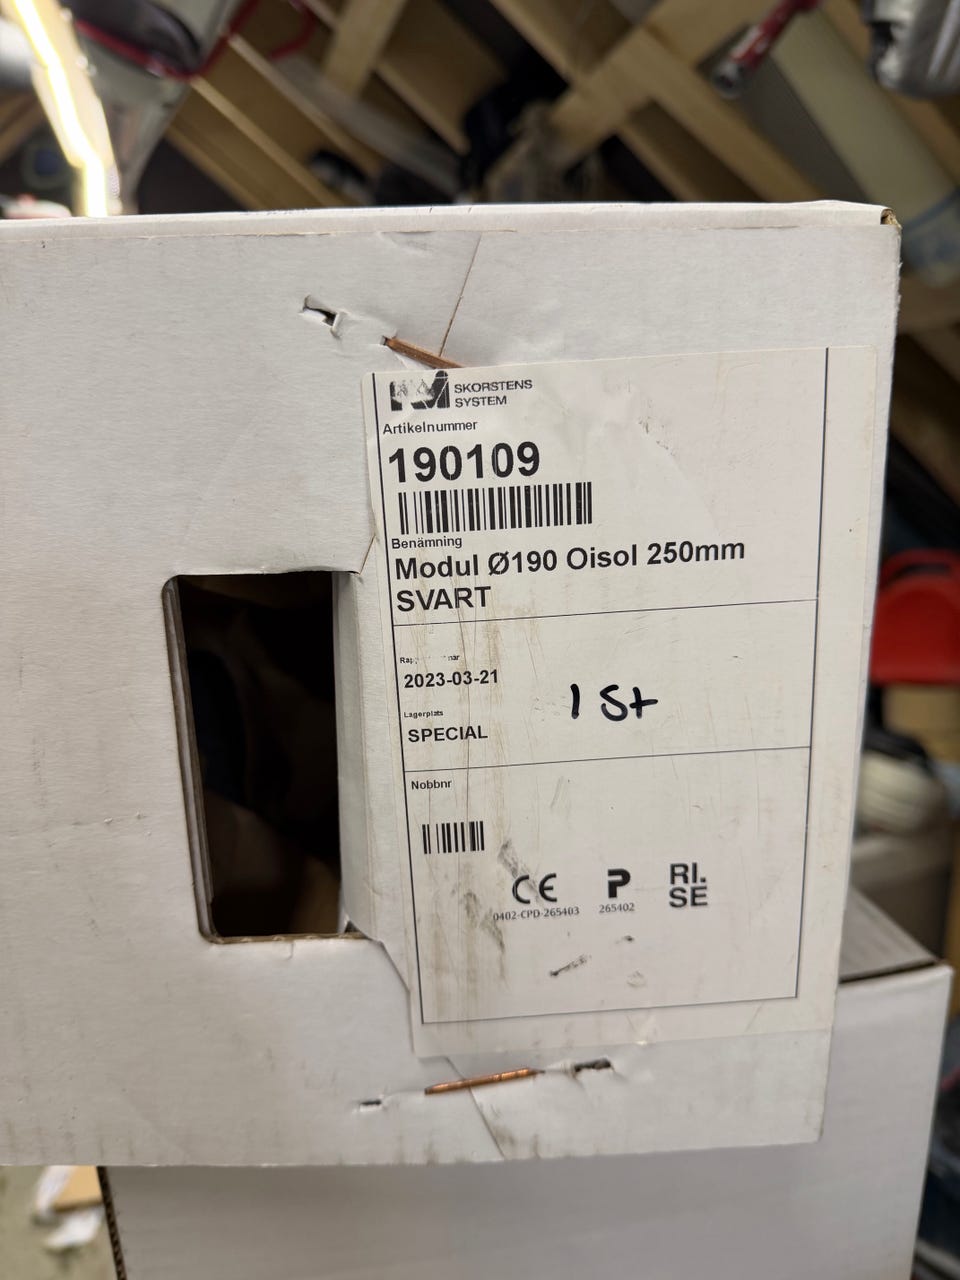 SKORSTENS
SYSTEM
Artikelnummer
190109
Benämning
Modul Ø190 Oisol 250mm
SVART
2023-03-21
1 St
Lagerplats
SPECIAL
Nobbnr
CE
0402-CPD-265403
P
265402
RI.
SE